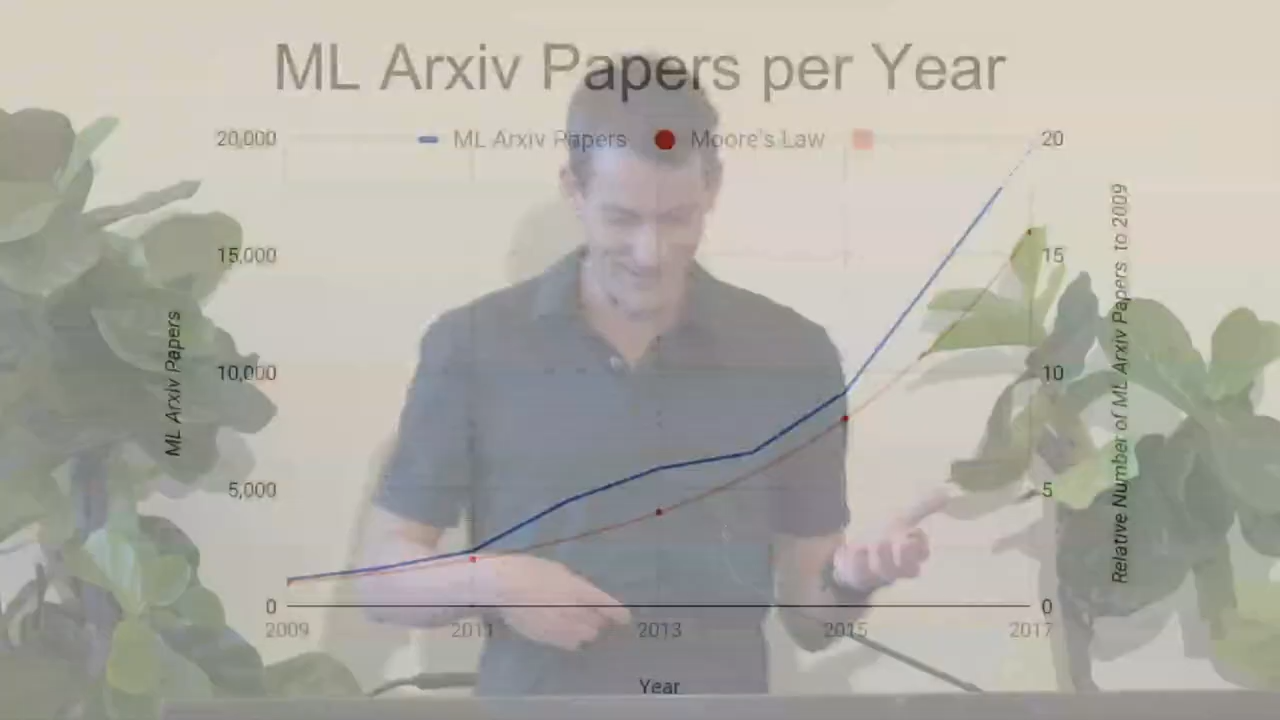 ML Arxiv Papers per Year
ML Arxiv Papers Moore's Law
20,000
15,000
10,000
5,000
0
20
15
10
5
0
ML Arxiv Papers
Relative Number of ML Arxiv Papers to 2009
2009 2011 2013 2015 2017
Year